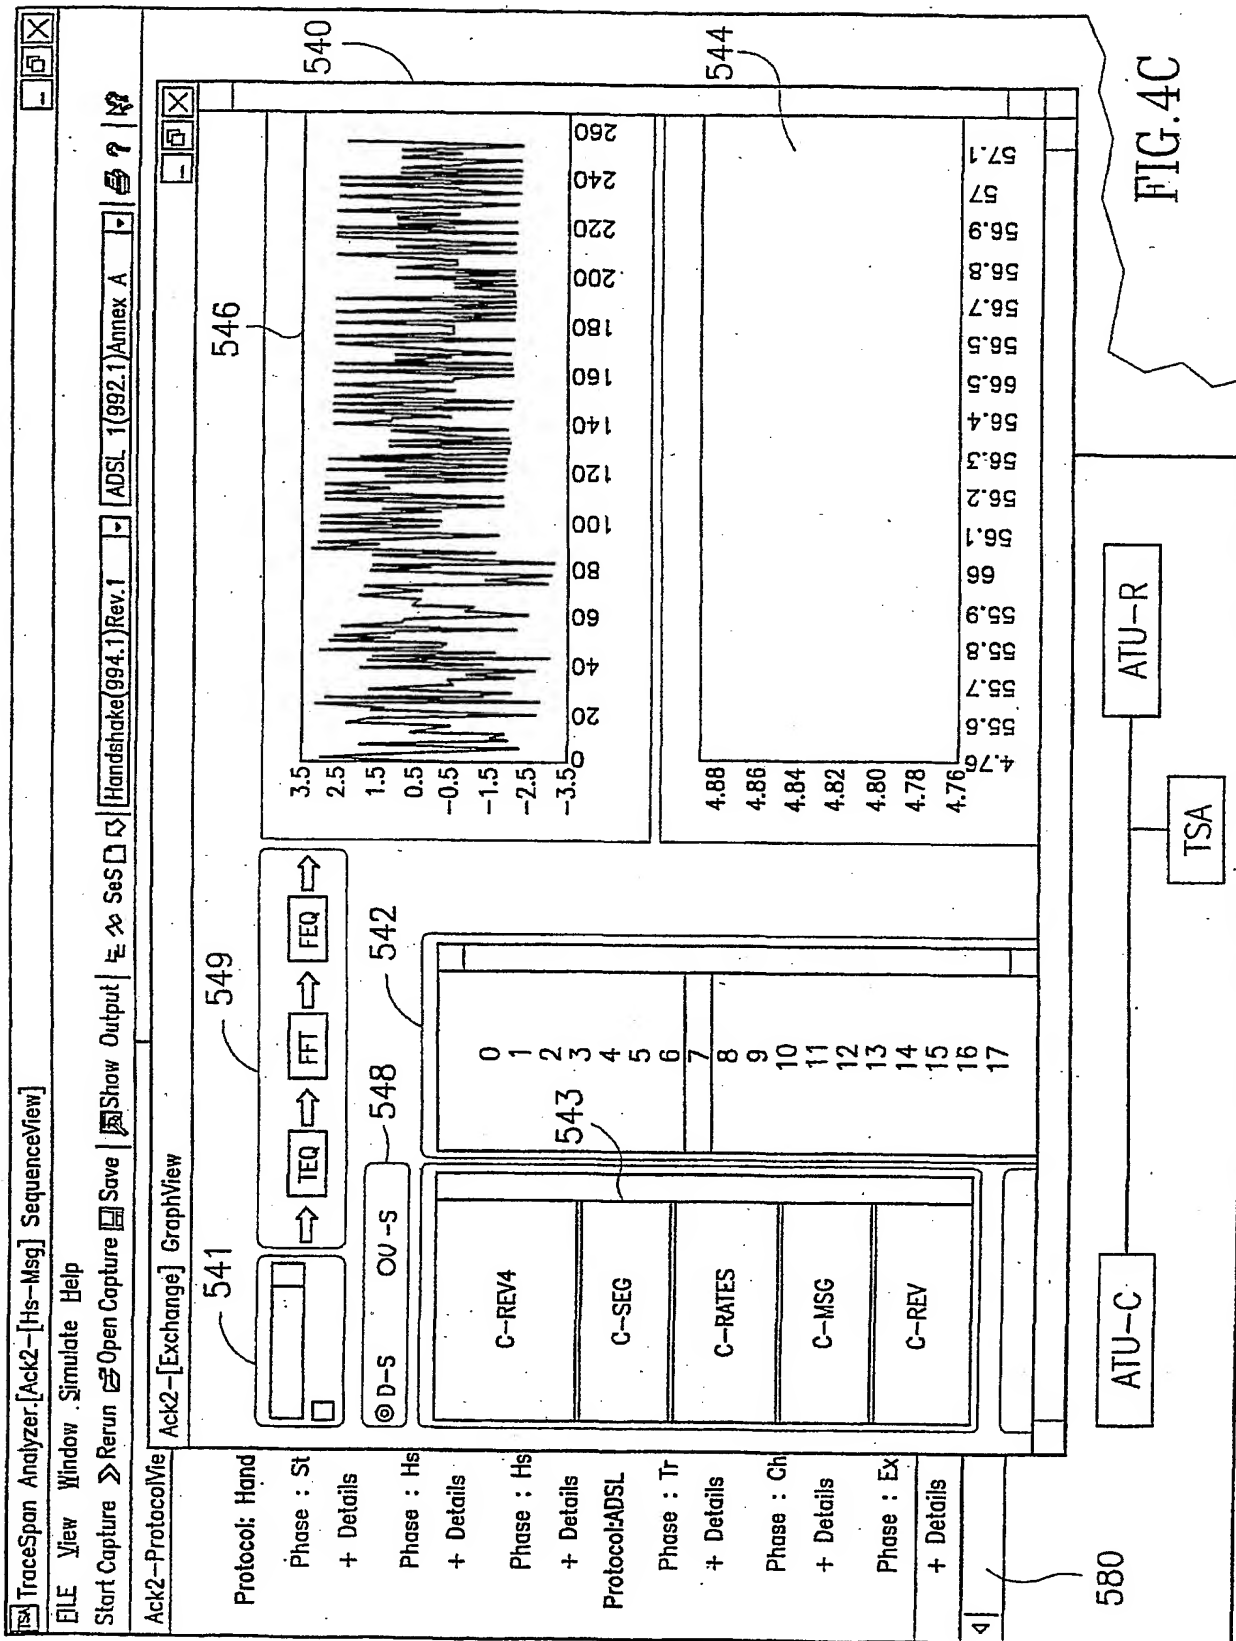 TSA TraceSpan Analyzer.[Ack2-[Hs-Msg] SequenceView]
FILE View Window Simulate Help
Start Capture >>Rerun Open Capture Save | Show Output | SeS Handshake(994.1)Rev.1 ADSL 1(992.1)Annex A ?
Ack2-ProtocolVie
Protocol: Hand
Phase : St
+ Details
Phase : Hs
+ Details
Phase : Hs
+ Details
Protocol:ADSL
Phase : Tr
+ Details
Phase : Ch
+ Details
Phase : Ex
+ Details
580
Ack2-[Exchange] GraphView
541
549
TEQ
FFT
FEQ
D-S
OU-S
548
542
543
C-REV4
C-SEG
C-RATES
C-MSG
C-REV
0
1
2
3
4
5
6
7
8
9
10
11
12
13
14
15
16
17
546
540
3.5
2.5
1.5
0.5
-0.5
-1.5
-2.5
-3.5
0 20 40 60 80 100 120 140 160 180 200 220 240 260
544
4.88
4.86
4.84
4.82
4.80
4.78
4.76
4.76 55.6 55.7 55.8 55.9 66 56.1 56.2 56.3 56.4 66.5 56.5 56.7 56.8 56.9 57 57.1
ATU-C
TSA
ATU-R
FIG.4C